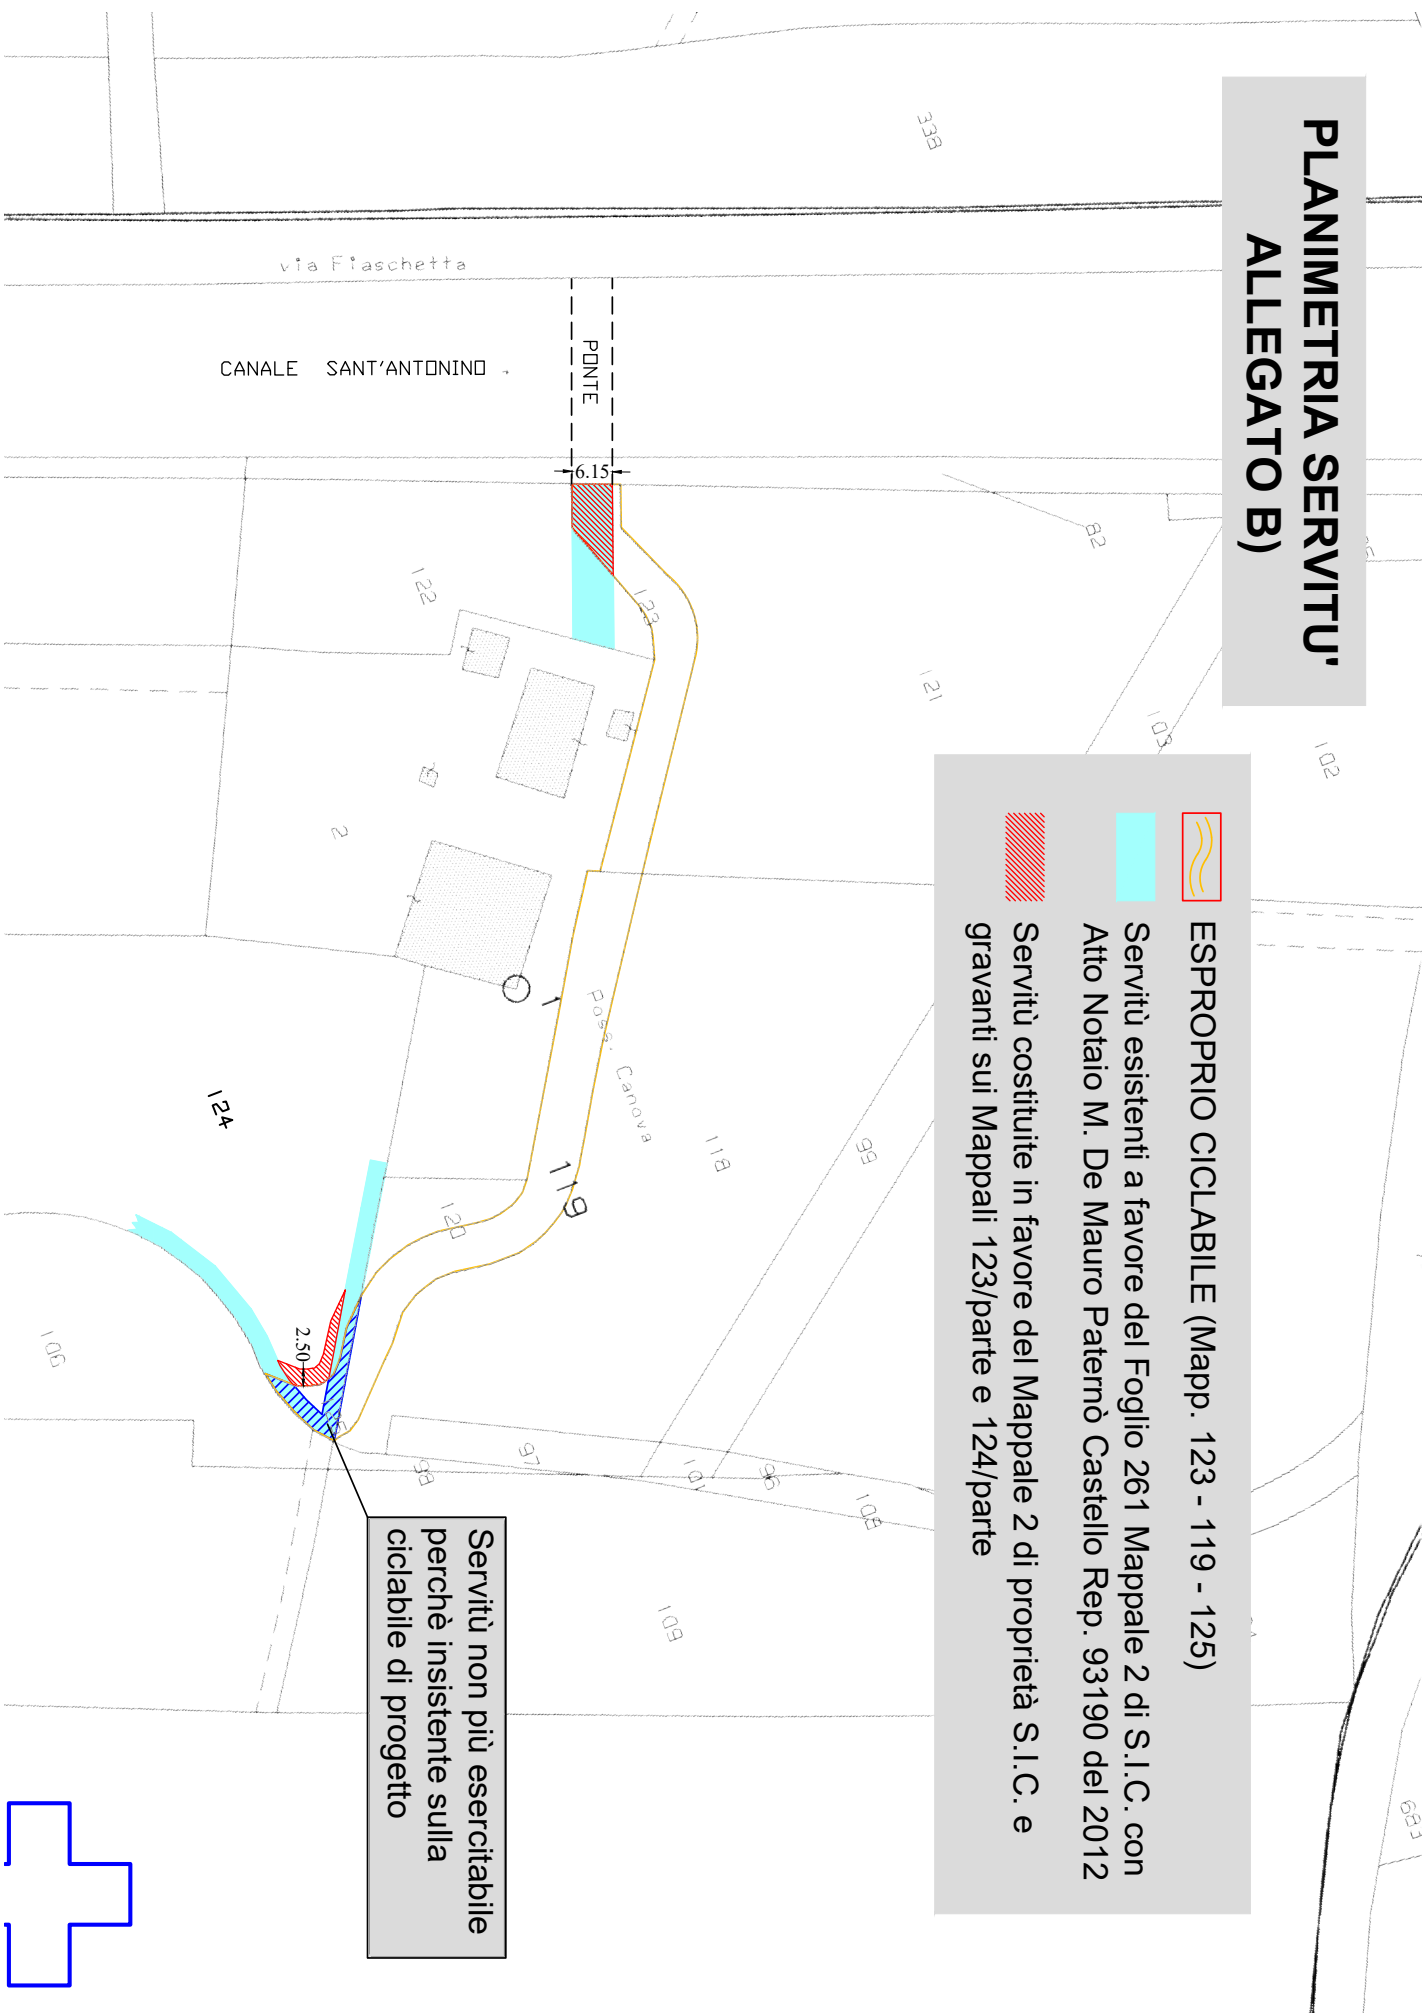 PLANIMETRIA SERVITU'
ALLEGATO B)
ESPROPRIO CICLABILE (Mapp. 123 - 119 - 125)
Servitù esistenti a favore del Foglio 261 Mappale 2 di S.I.C. con
Atto Notaio M. De Mauro Paternò Castello Rep. 93190 del 2012
Servitù costituite in favore del Mappale 2 di proprietà S.I.C. e
gravanti sui Mappali 123/parte e 124/parte
Servitù non più esercitabile
perchè insistente sulla
ciclabile di progetto
via Fiaschetta
CANALE SANT'ANTONINO
PONTE
6.15
2.50
338
82
122
123
121
103
102
2
1
Poss. Canova
124
118
99
119
120
100
98
97
101
96
108
109